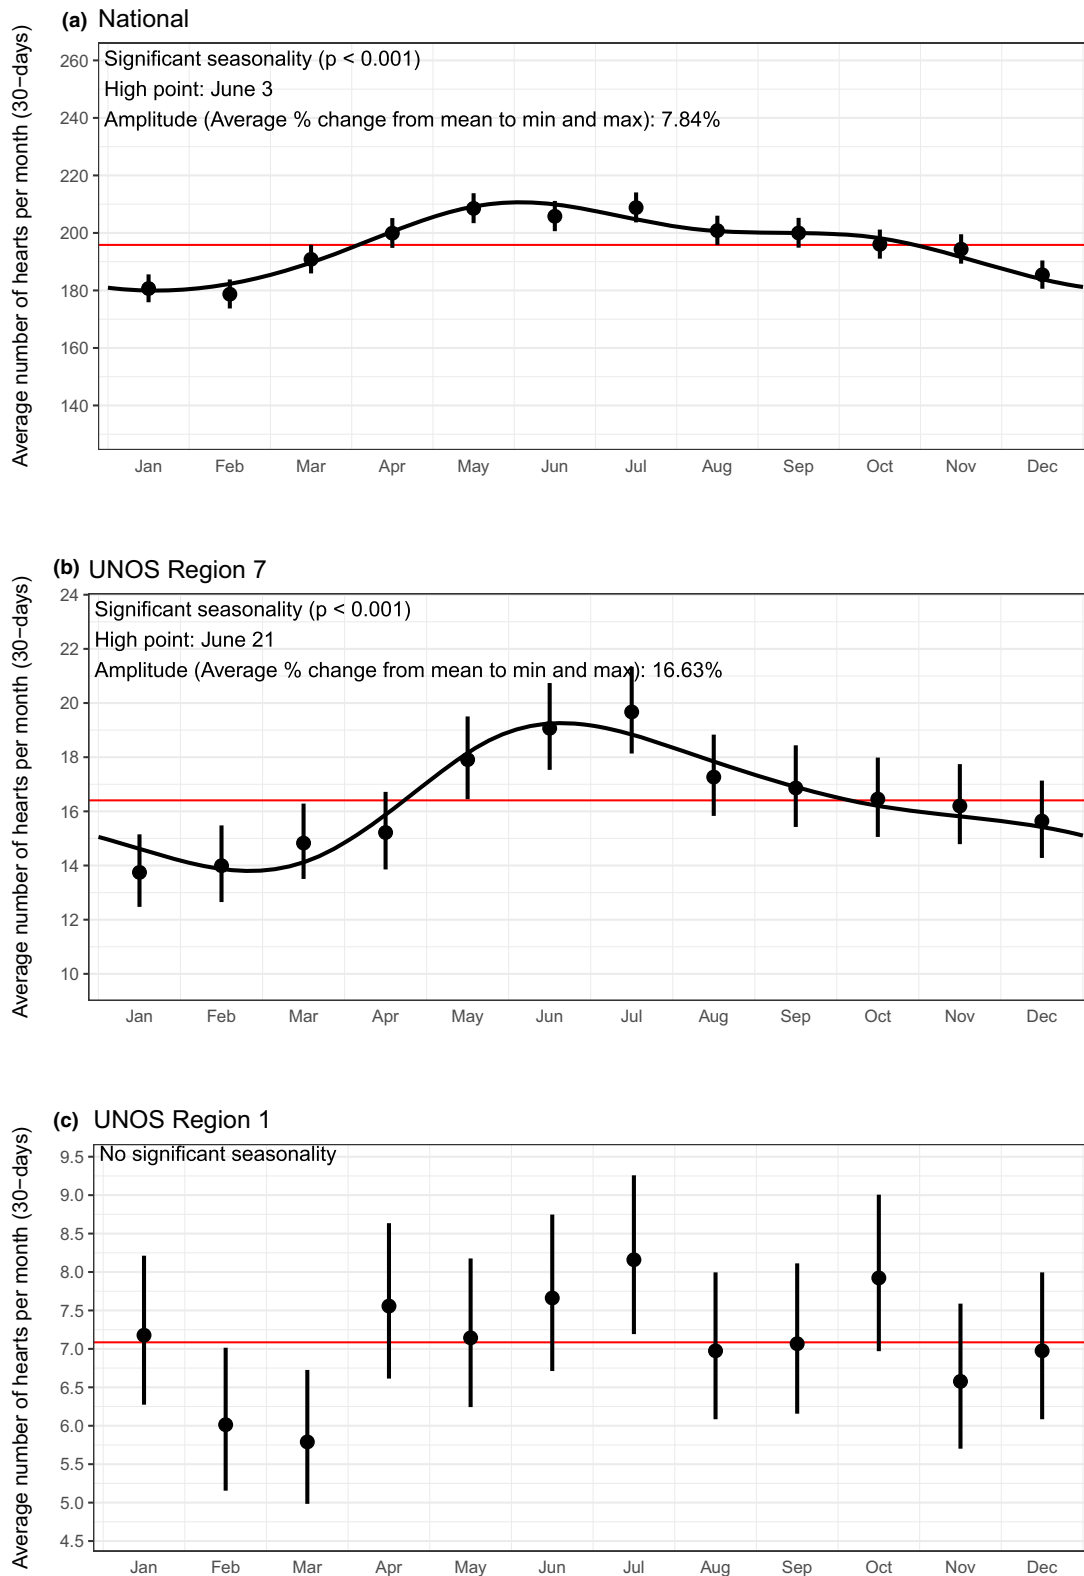 (a) National
Average number of hearts per month (30−days)
Significant seasonality (p < 0.001)
High point: June 3
Amplitude (Average % change from mean to min and max): 7.84%
260
240
220
200
180
160
140
Jan Feb Mar Apr May Jun Jul Aug Sep Oct Nov Dec
(b) UNOS Region 7
Average number of hearts per month (30−days)
Significant seasonality (p < 0.001)
High point: June 21
Amplitude (Average % change from mean to min and max): 16.63%
24
22
20
18
16
14
12
10
Jan Feb Mar Apr May Jun Jul Aug Sep Oct Nov Dec
(c) UNOS Region 1
Average number of hearts per month (30−days)
No significant seasonality
9.5
9.0
8.5
8.0
7.5
7.0
6.5
6.0
5.5
5.0
4.5
Jan Feb Mar Apr May Jun Jul Aug Sep Oct Nov Dec